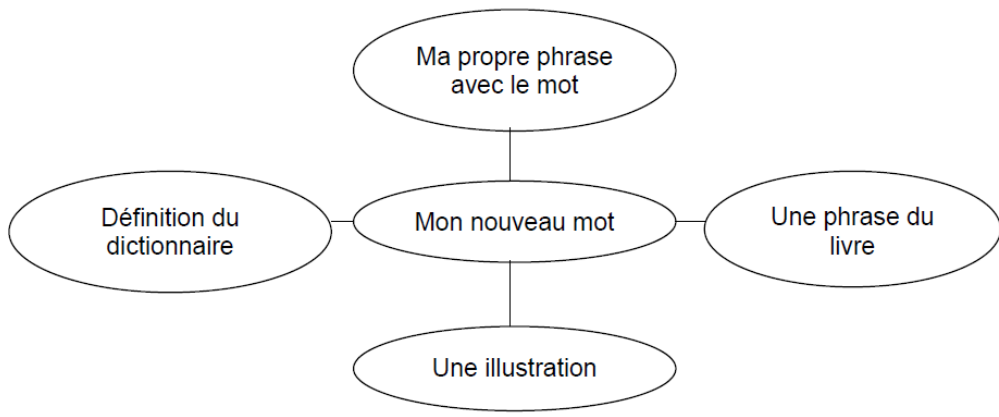 Ma propre phrase
avec le mot
Définition du
dictionnaire
Mon nouveau mot
Une phrase du
livre
Une illustration